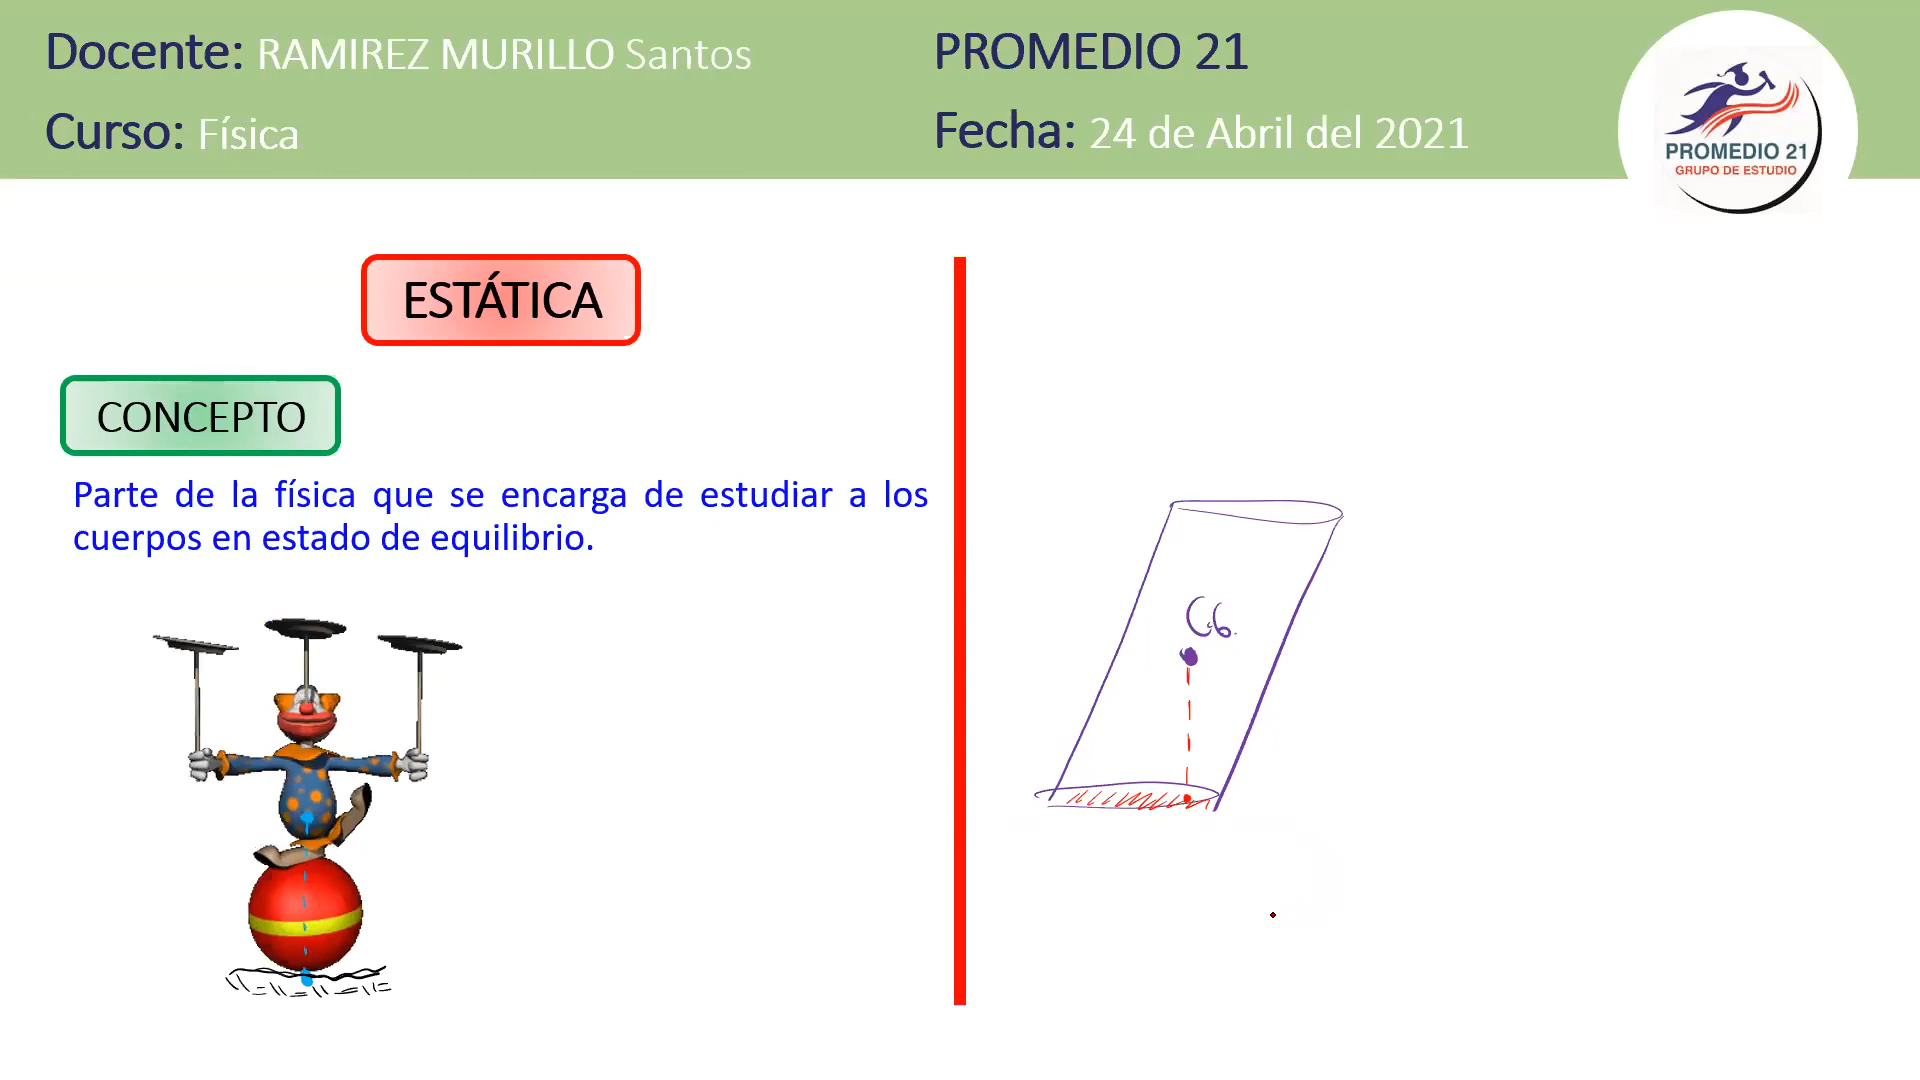 Docente: RAMIREZ MURILLO Santos
PROMEDIO 21
Curso: Física
Fecha: 24 de Abril del 2021
PROMEDIO 21
GRUPO DE ESTUDIO
ESTÁTICA
CONCEPTO
Parte de la física que se encarga de estudiar a los
cuerpos en estado de equilibrio.
C.G.